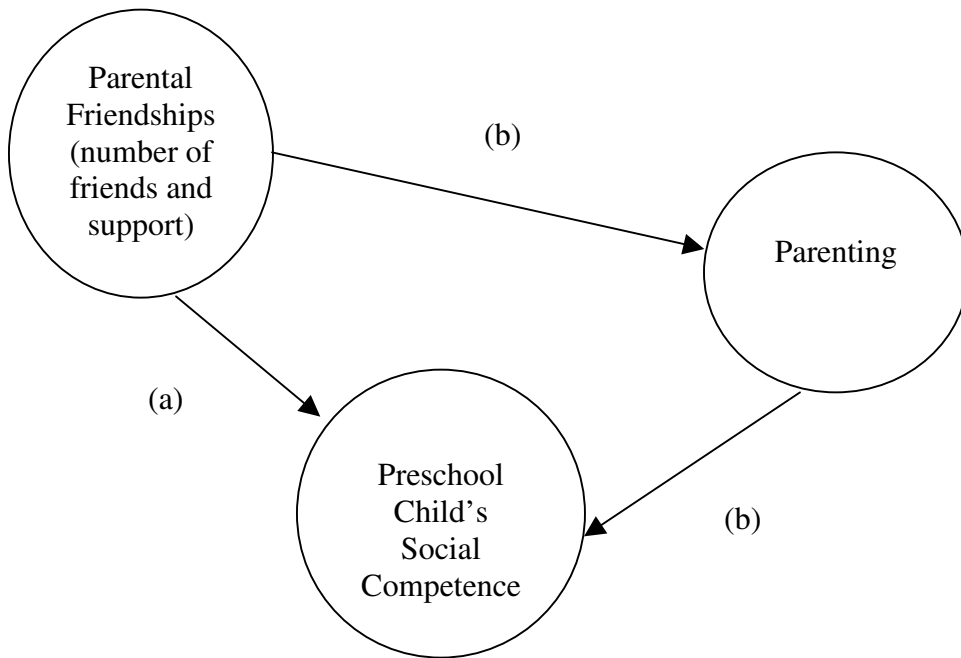 Parental
Friendships
(number of
friends and
support)
(b)
Parenting
(a)
Preschool
Child’s
Social
Competence
(b)